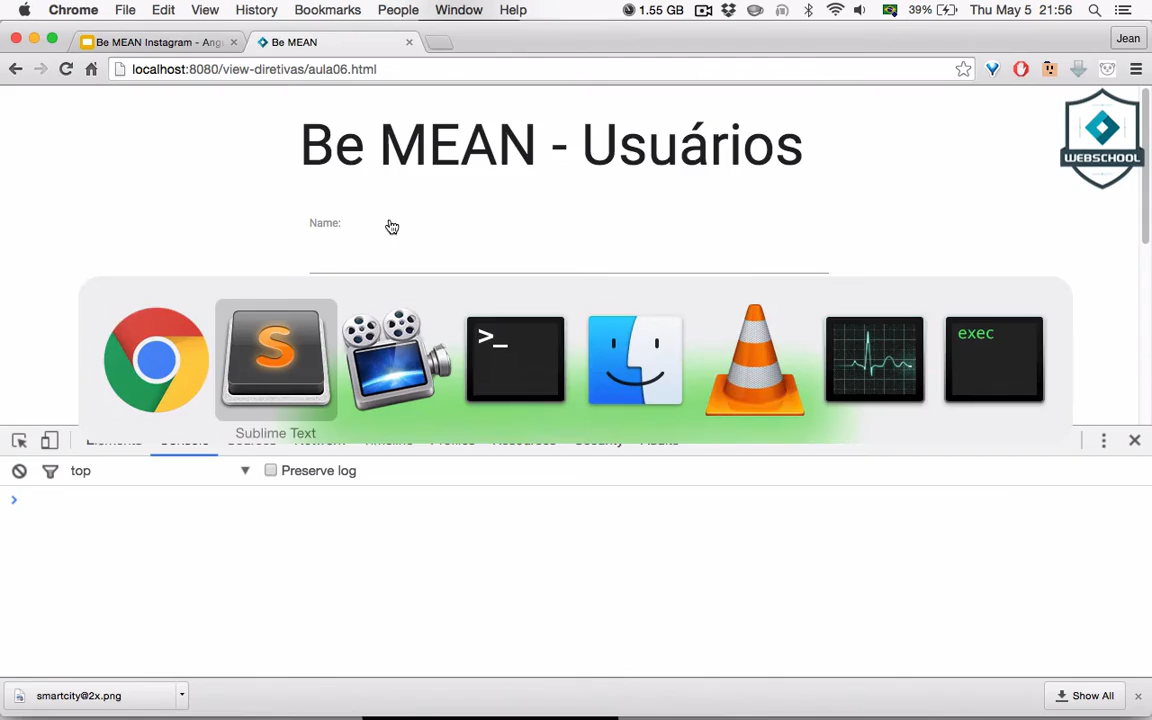 Chrome File Edit View History Bookmarks People Window Help 1.55 GB 39% Thu May 5 21:56
Be MEAN Instagram - Ang
Be MEAN
Jean
localhost:8080/view-diretivas/aula06.html
Be MEAN - Usuários
WEBSCHOOL
Name:
S
>_
exec
Sublime Text
top
Preserve log
smartcity@2x.png
Show All